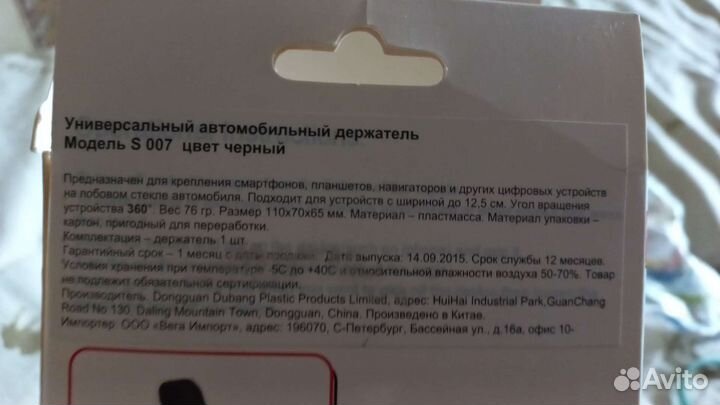 Универсальный автомобильный держатель
Модель S 007 цвет черный
Предназначен для крепления смартфонов, планшетов, навигаторов и других цифровых устройств
на лобовом стекле автомобиля. Подходит для устройств с шириной до 12,5 см. Угол вращения
устройства 360°. Вес 76 гр. Размер 110x70x65 мм. Материал – пластмасса. Материал упаковки –
картон, пригодный для переработки.
Комплектация – держатель 1 шт.
Гарантийный срок – 1 месяц с даты продажи. Дата выпуска: 14.09.2015. Срок службы 12 месяцев.
Условия хранения при температуре -5С до +40С и относительной влажности воздуха 50-70%. Товар
не подлежит обязательной сертификации.
Производитель: Dongguan Dubang Plastic Products Limited, адрес: HuiHai Industrial Park,GuanChang
Road No 130, Daling Mountain Town, Dongguan, China. Произведено в Китае.
Импортер: ООО «Вега Импорт», адрес: 196070, С-Петербург, Бассейная ул., д.16а, офис 10-
Avito